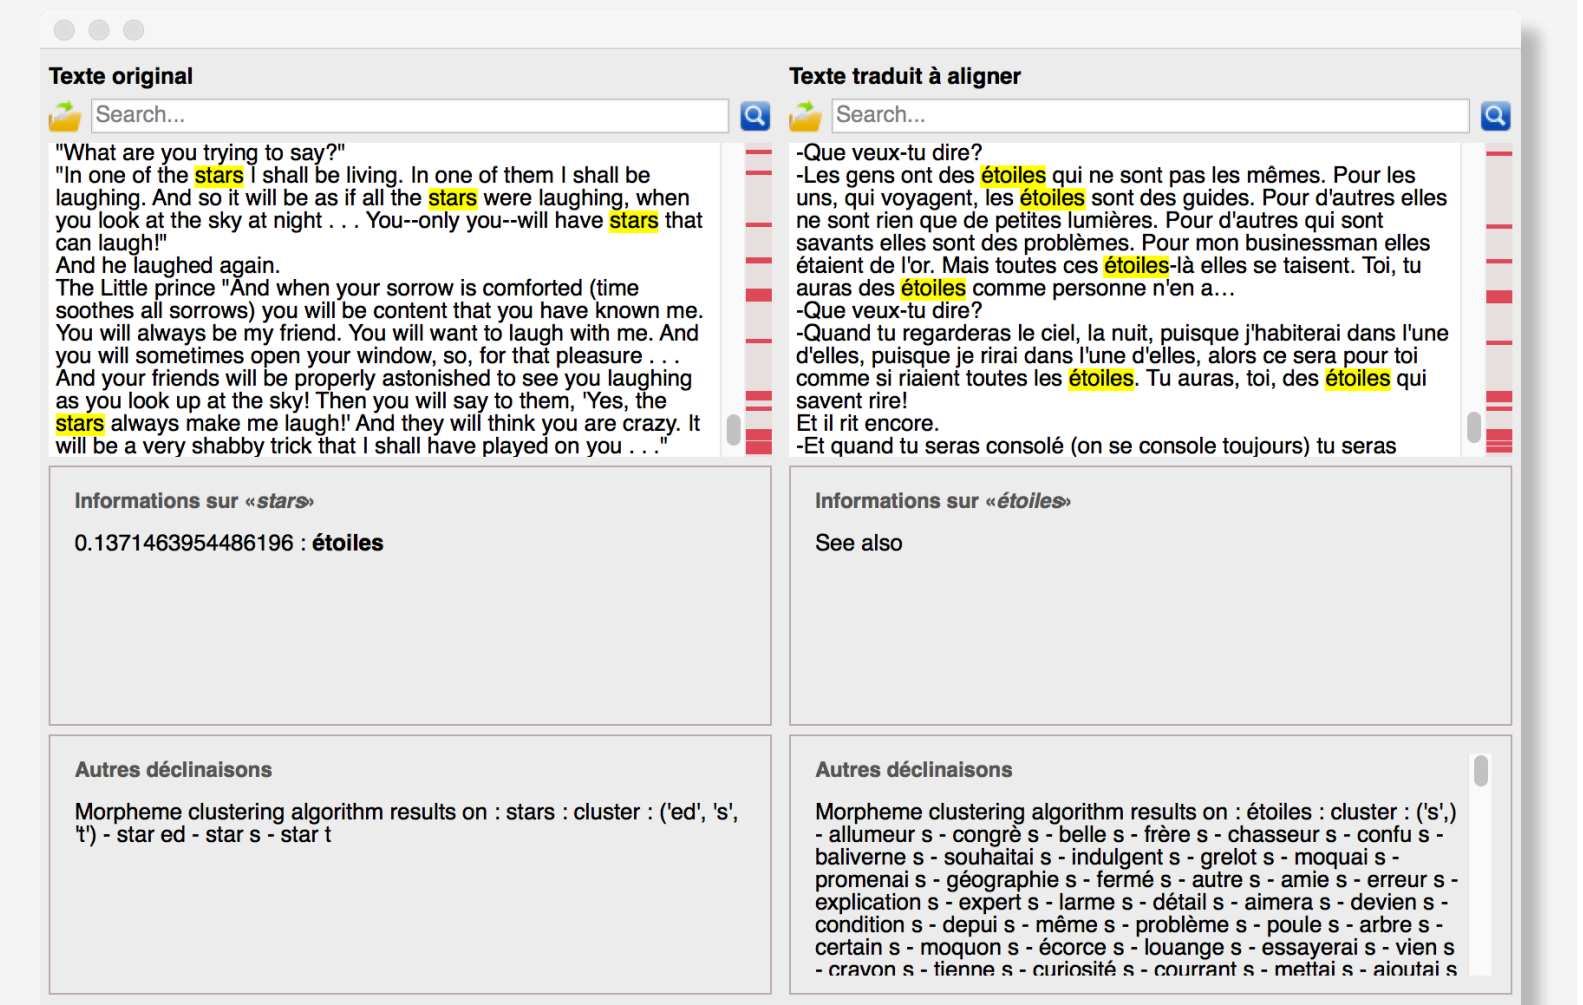 Texte original
Search...
"What are you trying to say?"
"In one of the stars I shall be living. In one of them I shall be
laughing. And so it will be as if all the stars were laughing, when
you look at the sky at night . . . You--only you--will have stars that
can laugh!"
And he laughed again.
The Little prince "And when your sorrow is comforted (time
soothes all sorrows) you will be content that you have known me.
You will always be my friend. You will want to laugh with me. And
you will sometimes open your window, so, for that pleasure . . .
And your friends will be properly astonished to see you laughing
as you look up at the sky! Then you will say to them, 'Yes, the
stars always make me laugh!' And they will think you are crazy. It
will be a very shabby trick that I shall have played on you . . ."
Informations sur «stars»
0.1371463954486196 : étoiles
Autres déclinaisons
Morpheme clustering algorithm results on : stars : cluster : ('ed', 's',
't') - star ed - star s - star t
Texte traduit à aligner
Search...
-Que veux-tu dire?
-Les gens ont des étoiles qui ne sont pas les mêmes. Pour les
uns, qui voyagent, les étoiles sont des guides. Pour d'autres elles
ne sont rien que de petites lumières. Pour d'autres qui sont
savants elles sont des problèmes. Pour mon businessman elles
étaient de l'or. Mais toutes ces étoiles-là elles se taisent. Toi, tu
auras des étoiles comme personne n'en a…
-Que veux-tu dire?
-Quand tu regarderas le ciel, la nuit, puisque j'habiterai dans l'une
d'elles, puisque je rirai dans l'une d'elles, alors ce sera pour toi
comme si riaient toutes les étoiles. Tu auras, toi, des étoiles qui
savent rire!
Et il rit encore.
-Et quand tu seras consolé (on se console toujours) tu seras
Informations sur «étoiles»
See also
Autres déclinaisons
Morpheme clustering algorithm results on : étoiles : cluster : ('s',)
- allumeur s - congrè s - belle s - frère s - chasseur s - confu s -
baliverne s - souhaitai s - indulgent s - grelot s - moquai s -
promenai s - géographie s - fermé s - autre s - amie s - erreur s -
explication s - expert s - larme s - détail s - aimera s - devien s -
condition s - depui s - même s - problème s - poule s - arbre s -
certain s - moquon s - écorce s - louange s - essayerai s - vien s
- crayon s - tienne s - curiosité s - courrant s - mettai s - ajoutai s